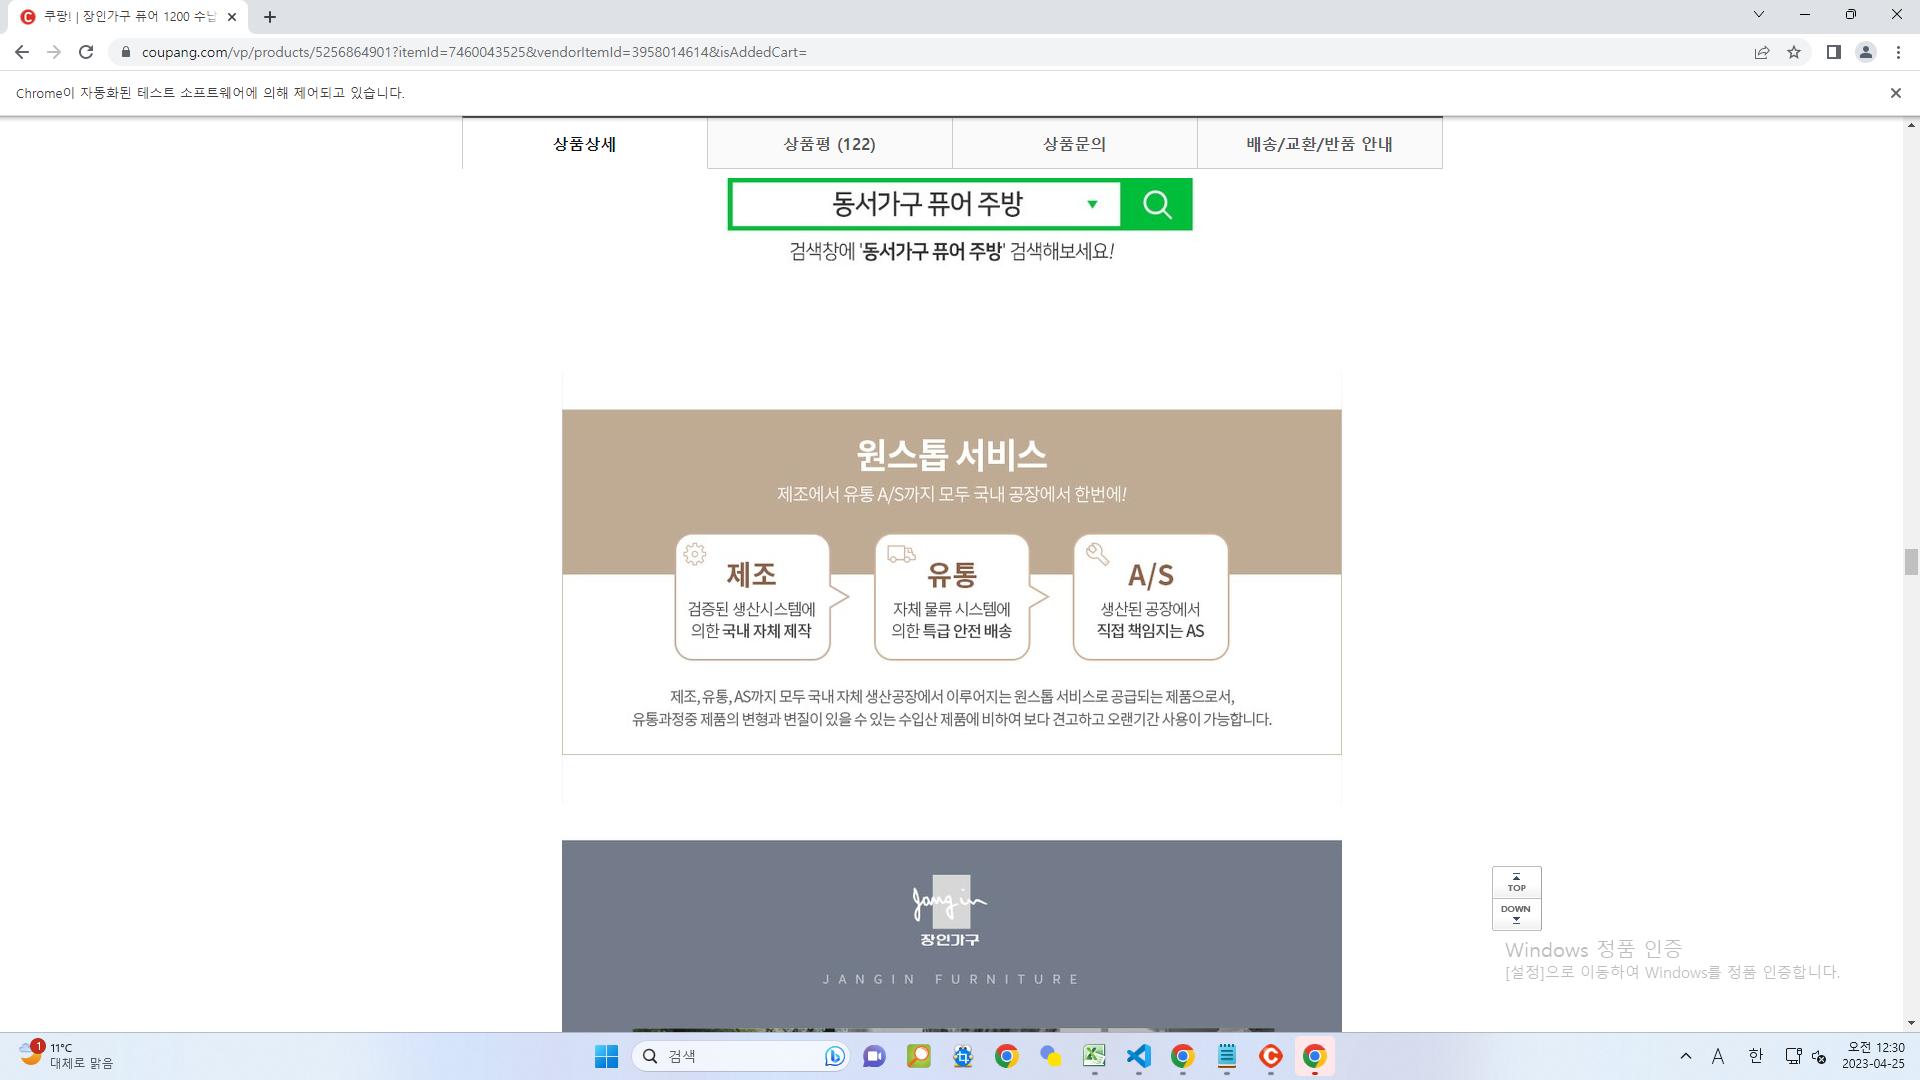 쿠팡! | 장인가구 퓨어 1200 수납
coupang.com/vp/products/5256864901?itemId=7460043525&vendorItemId=3958014614&isAddedCart=
Chrome이 자동화된 테스트 소프트웨어에 의해 제어되고 있습니다.
상품상세
상품평 (122)
상품문의
배송/교환/반품 안내
동서가구 퓨어 주방
검색창에 '동서가구 퓨어 주방' 검색해보세요!
원스톱 서비스
제조에서 유통 A/S까지 모두 국내 공장에서 한번에!
제조
검증된 생산시스템에
의한 국내 자체 제작
유통
자체 물류 시스템에
의한 특급 안전 배송
A/S
생산된 공장에서
직접 책임지는 AS
제조, 유통, AS까지 모두 국내 자체 생산공장에서 이루어지는 원스톱 서비스로 공급되는 제품으로서,
유통과정중 제품의 변형과 변질이 있을 수 있는 수입산 제품에 비하여 보다 견고하고 오랜기간 사용이 가능합니다.
Jangin
장인가구
JANGIN FURNITURE
TOP
DOWN
Windows 정품 인증
[설정]으로 이동하여 Windows를 정품 인증합니다.
1
11°C
대체로 맑음
검색
A
한
오전 12:30
2023-04-25